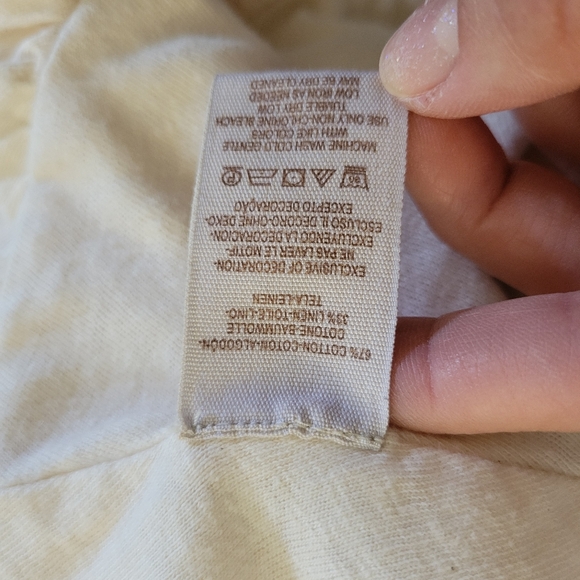 67% COTTON-COTON-ALGODÓN-
COTONE-BAUMWOLLE
33% LINEN-TOILE-LINO-
TELA-LEINEN
EXCLUSIVE OF DECORATION-
NE PAS LAVER LE MOTIF-
EXCLUYENDO LA DECORACION-
ESCLUSO IL DECORO-OHNE DEKO-
EXCEPTO DECORAÇÃO
MACHINE WASH COLD GENTLE
WITH LIKE COLORS
USE ONLY NON-CHLORINE BLEACH
TUMBLE DRY LOW
LOW IRON AS NEEDED
MAY BE DRY CLEANED